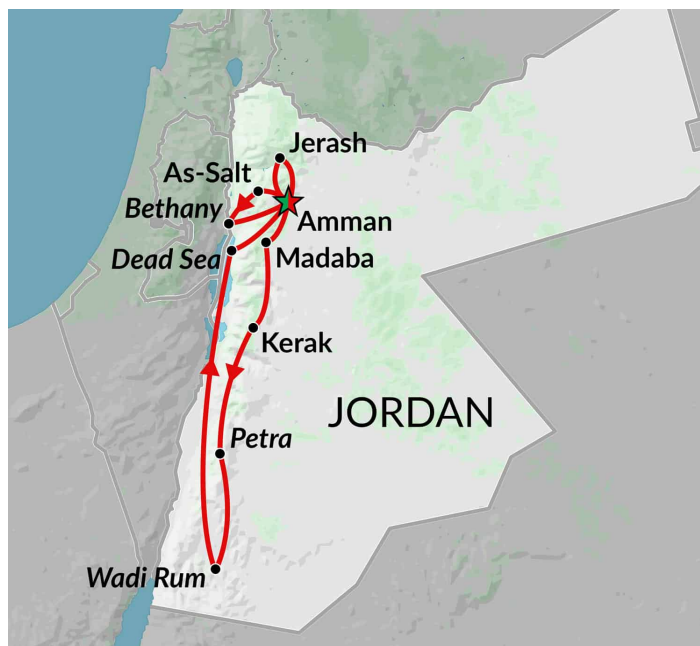 Jerash
As-Salt
Bethany
Amman
Dead Sea
Madaba
Kerak
JORDAN
Petra
Wadi Rum